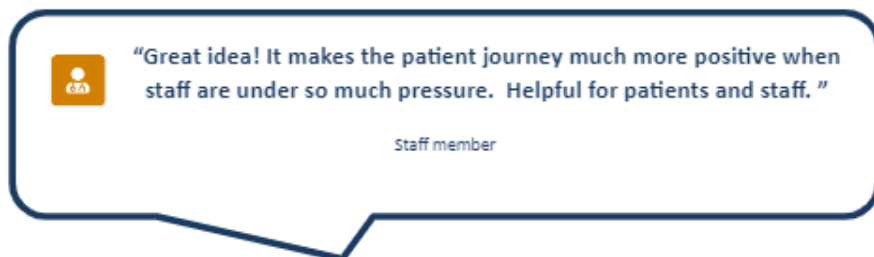 “Great idea! It makes the patient journey much more positive when
staff are under so much pressure.  Helpful for patients and staff. ”
Staff member